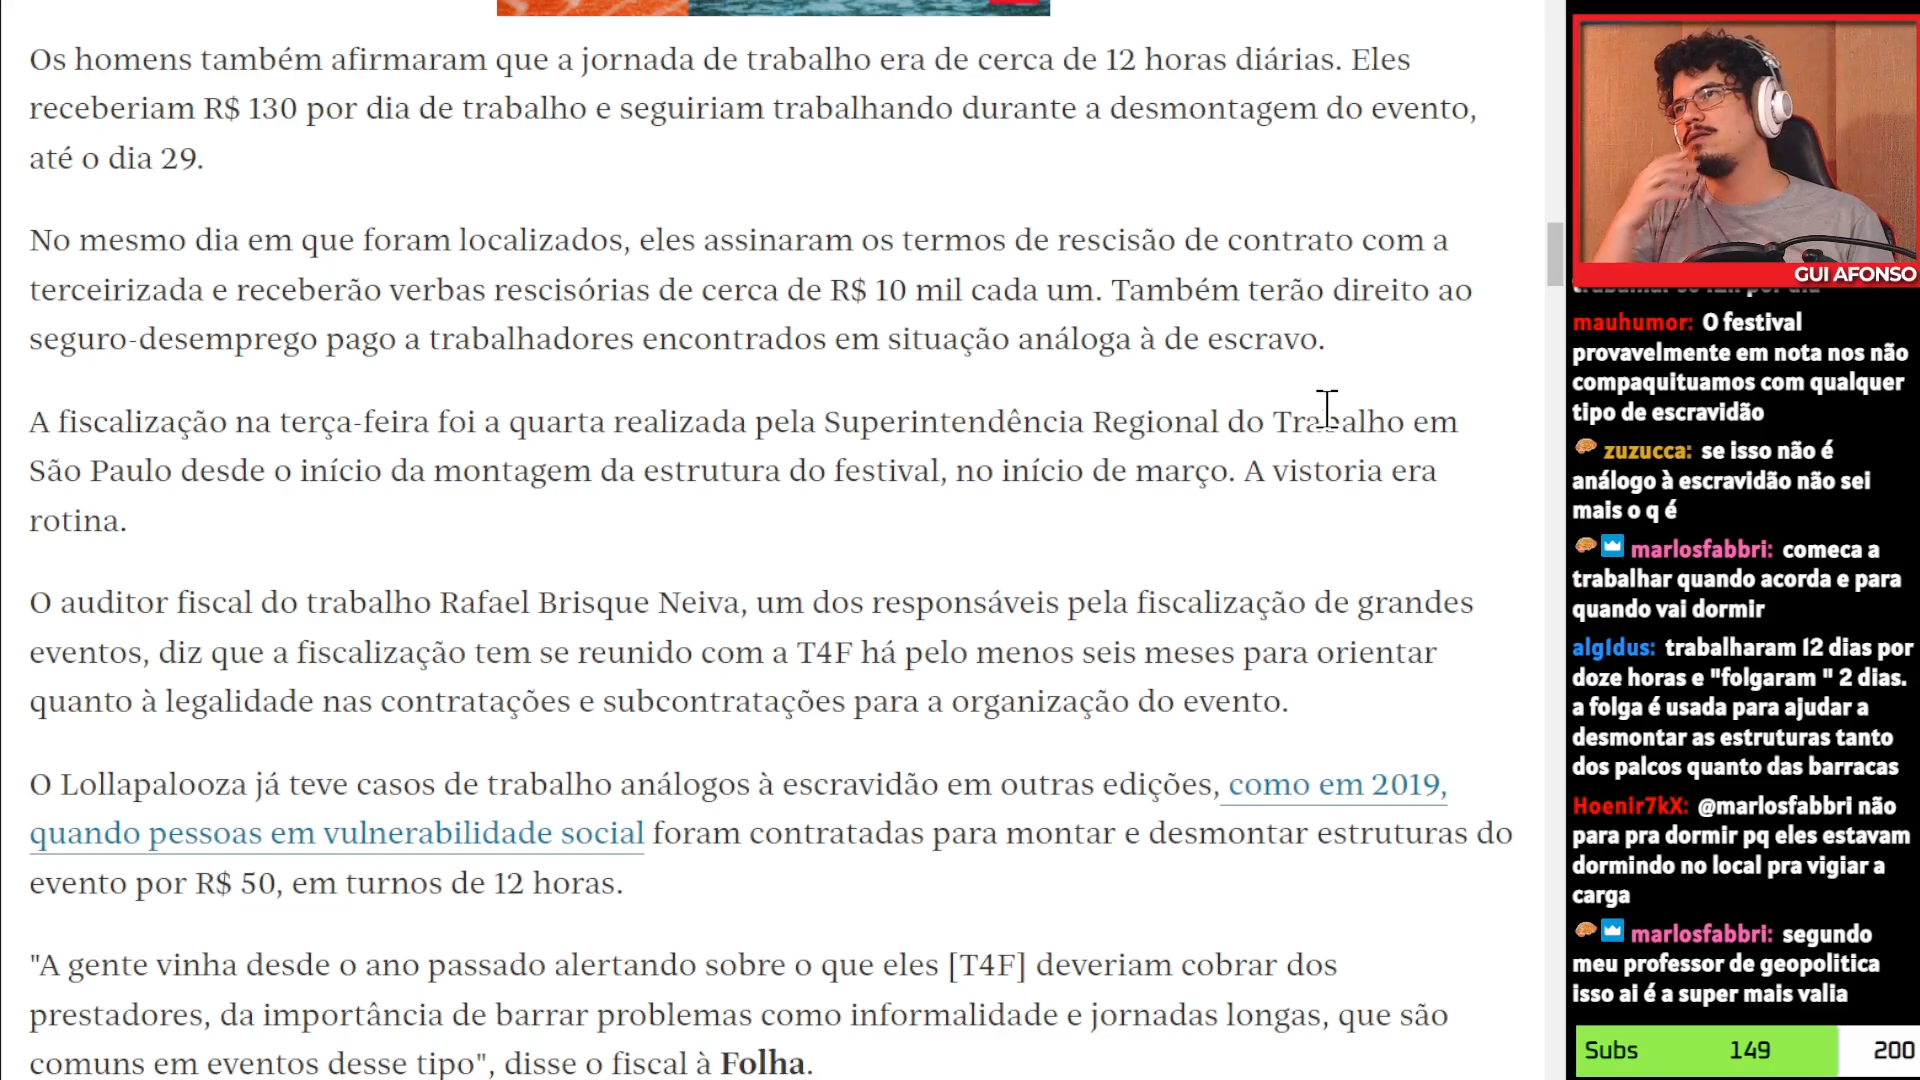 Os homens também afirmaram que a jornada de trabalho era de cerca de 12 horas diárias. Eles
receberiam R$ 130 por dia de trabalho e seguiriam trabalhando durante a desmontagem do evento,
até o dia 29.
No mesmo dia em que foram localizados, eles assinaram os termos de rescisão de contrato com a
terceirizada e receberão verbas rescisórias de cerca de R$ 10 mil cada um. Também terão direito ao
seguro-desemprego pago a trabalhadores encontrados em situação análoga à de escravo.
A fiscalização na terça-feira foi a quarta realizada pela Superintendência Regional do Trabalho em
São Paulo desde o início da montagem da estrutura do festival, no início de março. A vistoria era
rotina.
O auditor fiscal do trabalho Rafael Brisque Neiva, um dos responsáveis pela fiscalização de grandes
eventos, diz que a fiscalização tem se reunido com a T4F há pelo menos seis meses para orientar
quanto à legalidade nas contratações e subcontratações para a organização do evento.
O Lollapalooza já teve casos de trabalho análogos à escravidão em outras edições, como em 2019,
quando pessoas em vulnerabilidade social foram contratadas para montar e desmontar estruturas do
evento por R$ 50, em turnos de 12 horas.
"A gente vinha desde o ano passado alertando sobre o que eles [T4F] deveriam cobrar dos
prestadores, da importância de barrar problemas como informalidade e jornadas longas, que são
comuns em eventos desse tipo", disse o fiscal à Folha.
GUI AFONSO
mauhumor: O festival
provavelmente em nota nos não
compaquituamos com qualquer
tipo de escravidão
zuzucca: se isso não é
análogo à escravidão não sei
mais o q é
marlosfabbri: comeca a
trabalhar quando acorda e para
quando vai dormir
alg1dus: trabalharam 12 dias por
doze horas e "folgaram " 2 dias.
a folga é usada para ajudar a
desmontar as estruturas tanto
dos palcos quanto das barracas
Hoenir7kX: @marlosfabbri não
para pra dormir pq eles estavam
dormindo no local pra vigiar a
carga
marlosfabbri: segundo
meu professor de geopolitica
isso ai é a super mais valia
Subs 149 200